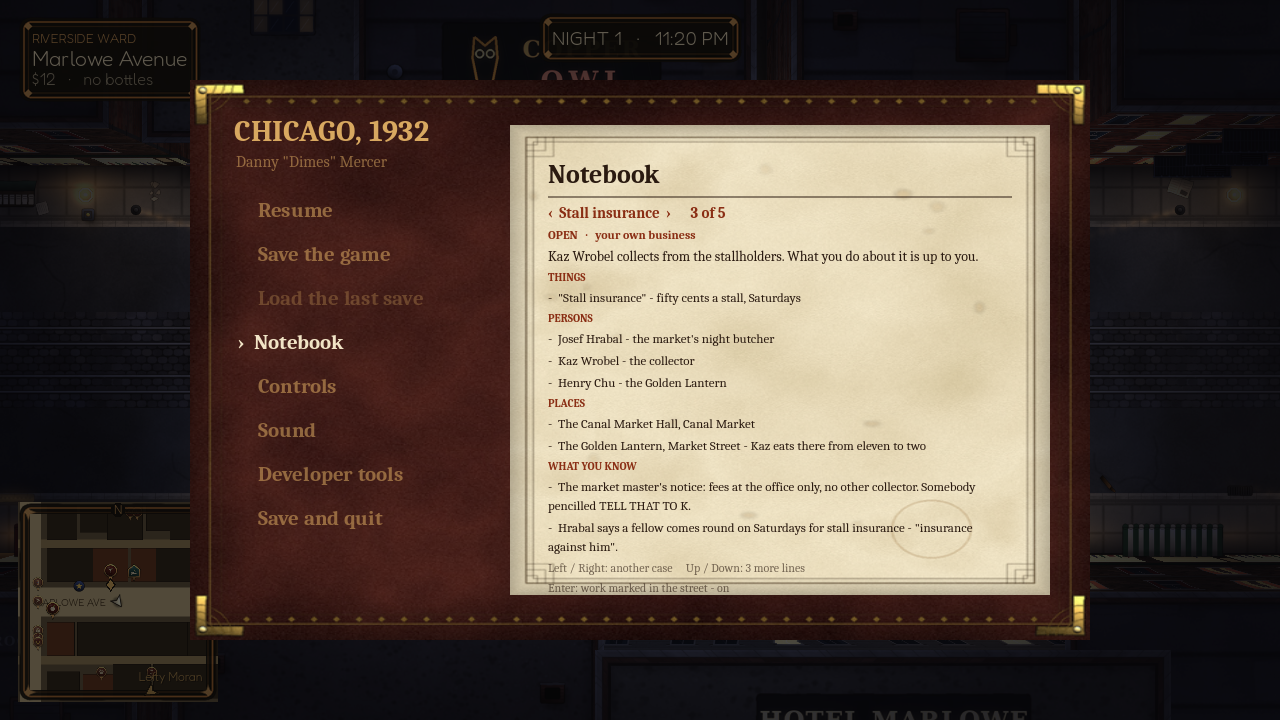 RIVERSIDE WARD
Marlowe Avenue
$12 · no bottles
NIGHT 1 · 11:20 PM
OWL
CHICAGO, 1932
Danny "Dimes" Mercer
Resume
Save the game
Load the last save
› Notebook
Controls
Sound
Developer tools
Save and quit
Notebook
‹ Stall insurance › 3 of 5
OPEN · your own business
Kaz Wrobel collects from the stallholders. What you do about it is up to you.
THINGS
- "Stall insurance" - fifty cents a stall, Saturdays
PERSONS
- Josef Hrabal - the market's night butcher
- Kaz Wrobel - the collector
- Henry Chu - the Golden Lantern
PLACES
- The Canal Market Hall, Canal Market
- The Golden Lantern, Market Street - Kaz eats there from eleven to two
WHAT YOU KNOW
- The market master's notice: fees at the office only, no other collector. Somebody
pencilled TELL THAT TO K.
- Hrabal says a fellow comes round on Saturdays for stall insurance - "insurance
against him".
Left / Right: another case Up / Down: 3 more lines
Enter: work marked in the street - on
N
MARLOWE AVE
Lefty Moran
HOTEL MARLOWE